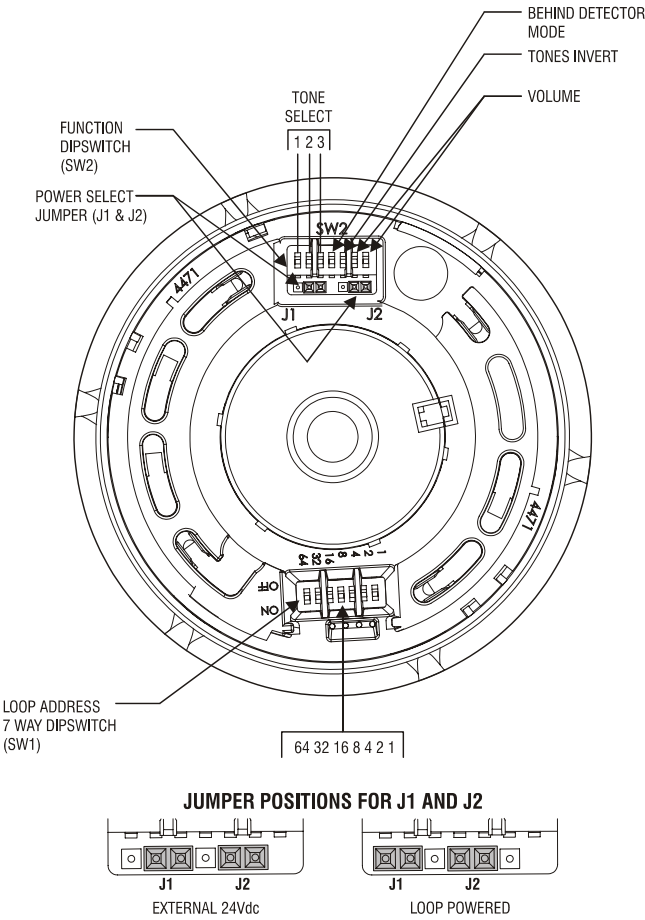 BEHIND DETECTOR
MODE
TONES INVERT
VOLUME
TONE
SELECT
1 2 3
FUNCTION
DIPSWITCH
(SW2)
POWER SELECT
JUMPER (J1 & J2)
SW2
J1
J2
4471
4471
64
32
16
8
4
2
1
OFF
ON
LOOP ADDRESS
7 WAY DIPSWITCH
(SW1)
64 32 16 8 4 2 1
JUMPER POSITIONS FOR J1 AND J2
J1 J2
EXTERNAL 24Vdc
J1 J2
LOOP POWERED